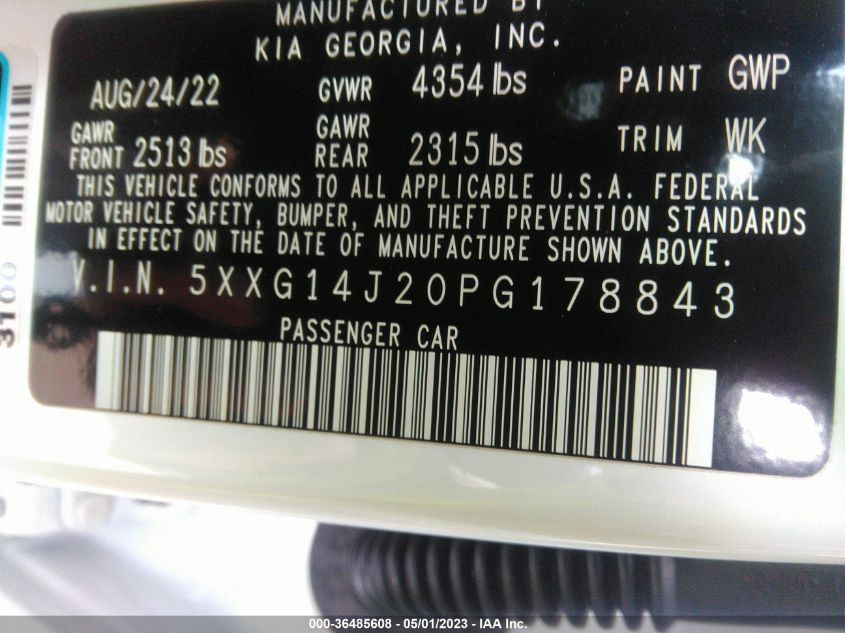 MANUFACTURED BY
KIA GEORGIA, INC.
AUG/24/22 GVWR 4354 lbs PAINT GWP
GAWR FRONT 2513 lbs GAWR REAR 2315 lbs TRIM WK
THIS VEHICLE CONFORMS TO ALL APPLICABLE U.S.A. FEDERAL
MOTOR VEHICLE SAFETY, BUMPER, AND THEFT PREVENTION STANDARDS
IN EFFECT ON THE DATE OF MANUFACTURE SHOWN ABOVE.
V.I.N. 5XXG14J20PG178843
PASSENGER CAR
3100
000-36485608 - 05/01/2023 - IAA Inc.